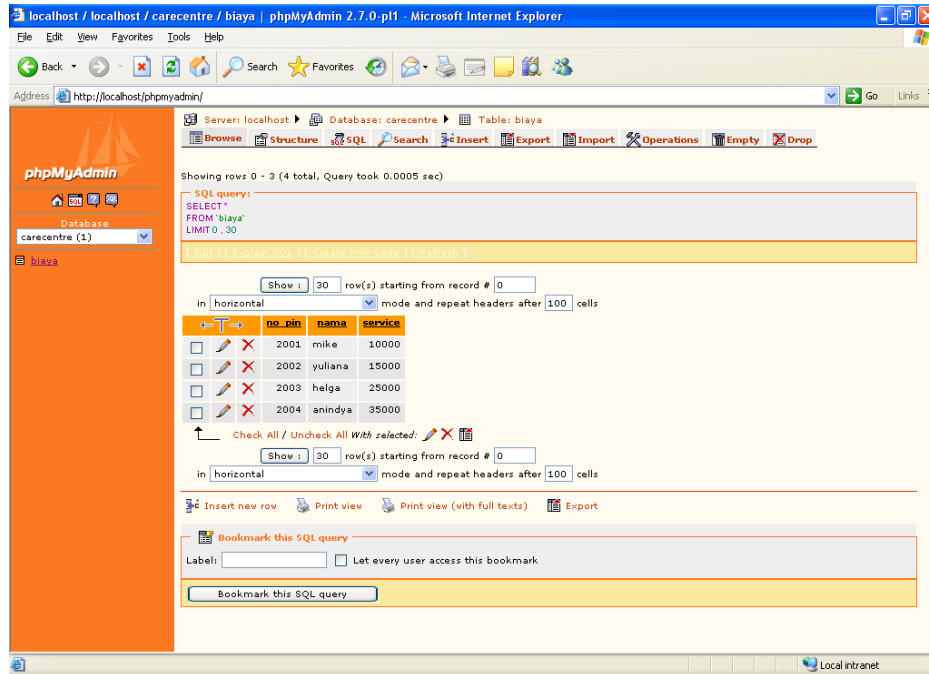 localhost / localhost / carecentre / biaya | phpMyAdmin 2.7.0-pl1 - Microsoft Internet Explorer
File Edit View Favorites Tools Help
Back Search Favorites
Address http://localhost/phpmyadmin/ Go Links
Server: localhost Database: carecentre Table: biaya
Browse Structure SQL Search Insert Export Import Operations Empty Drop
phpMyAdmin
SQL
Database
carecentre (1)
biaya
Showing rows 0 - 3 (4 total, Query took 0.0005 sec)
SQL query:
SELECT *
FROM `biaya`
LIMIT 0 , 30
[ Edit ] [ Explain SQL ] [ Create PHP Code ] [ Refresh ]
Show : 30 row(s) starting from record # 0
in horizontal mode and repeat headers after 100 cells
no_pin nama service
2001 mike 10000
2002 yuliana 15000
2003 helga 25000
2004 anindya 35000
Check All / Uncheck All With selected:
Show : 30 row(s) starting from record # 0
in horizontal mode and repeat headers after 100 cells
Insert new row Print view Print view (with full texts) Export
Bookmark this SQL query
Label: Let every user access this bookmark
Bookmark this SQL query
Local intranet